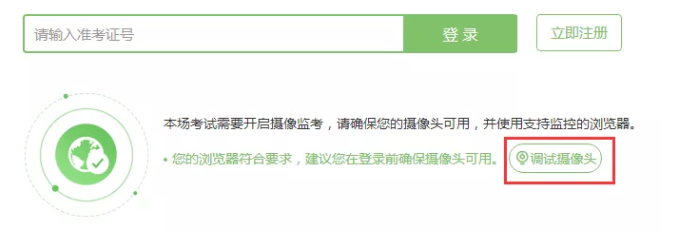 请输入准考证号
登录
立即注册
本场考试需要开启摄像监考，请确保您的摄像头可用，并使用支持监控的浏览器。
• 您的浏览器符合要求，建议您在登录前确保摄像头可用。 调试摄像头